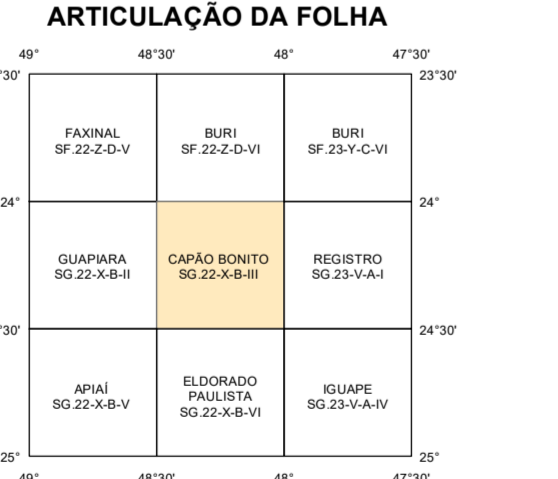 ARTICULAÇÃO DA FOLHA
49° 48°30' 48° 47°30'
°30' 23°30'
FAXINAL
SF.22-Z-D-V
BURI
SF.22-Z-D-VI
BURI
SF.23-Y-C-VI
24° 24°
GUAPIARA
SG.22-X-B-II
CAPÃO BONITO
SG.22-X-B-III
REGISTRO
SG.23-V-A-I
°30' 24°30'
APIAÍ
SG.22-X-B-V
ELDORADO
PAULISTA
SG.22-X-B-VI
IGUAPE
SG.23-V-A-IV
25° 25°
49° 48°30' 48° 47°30'